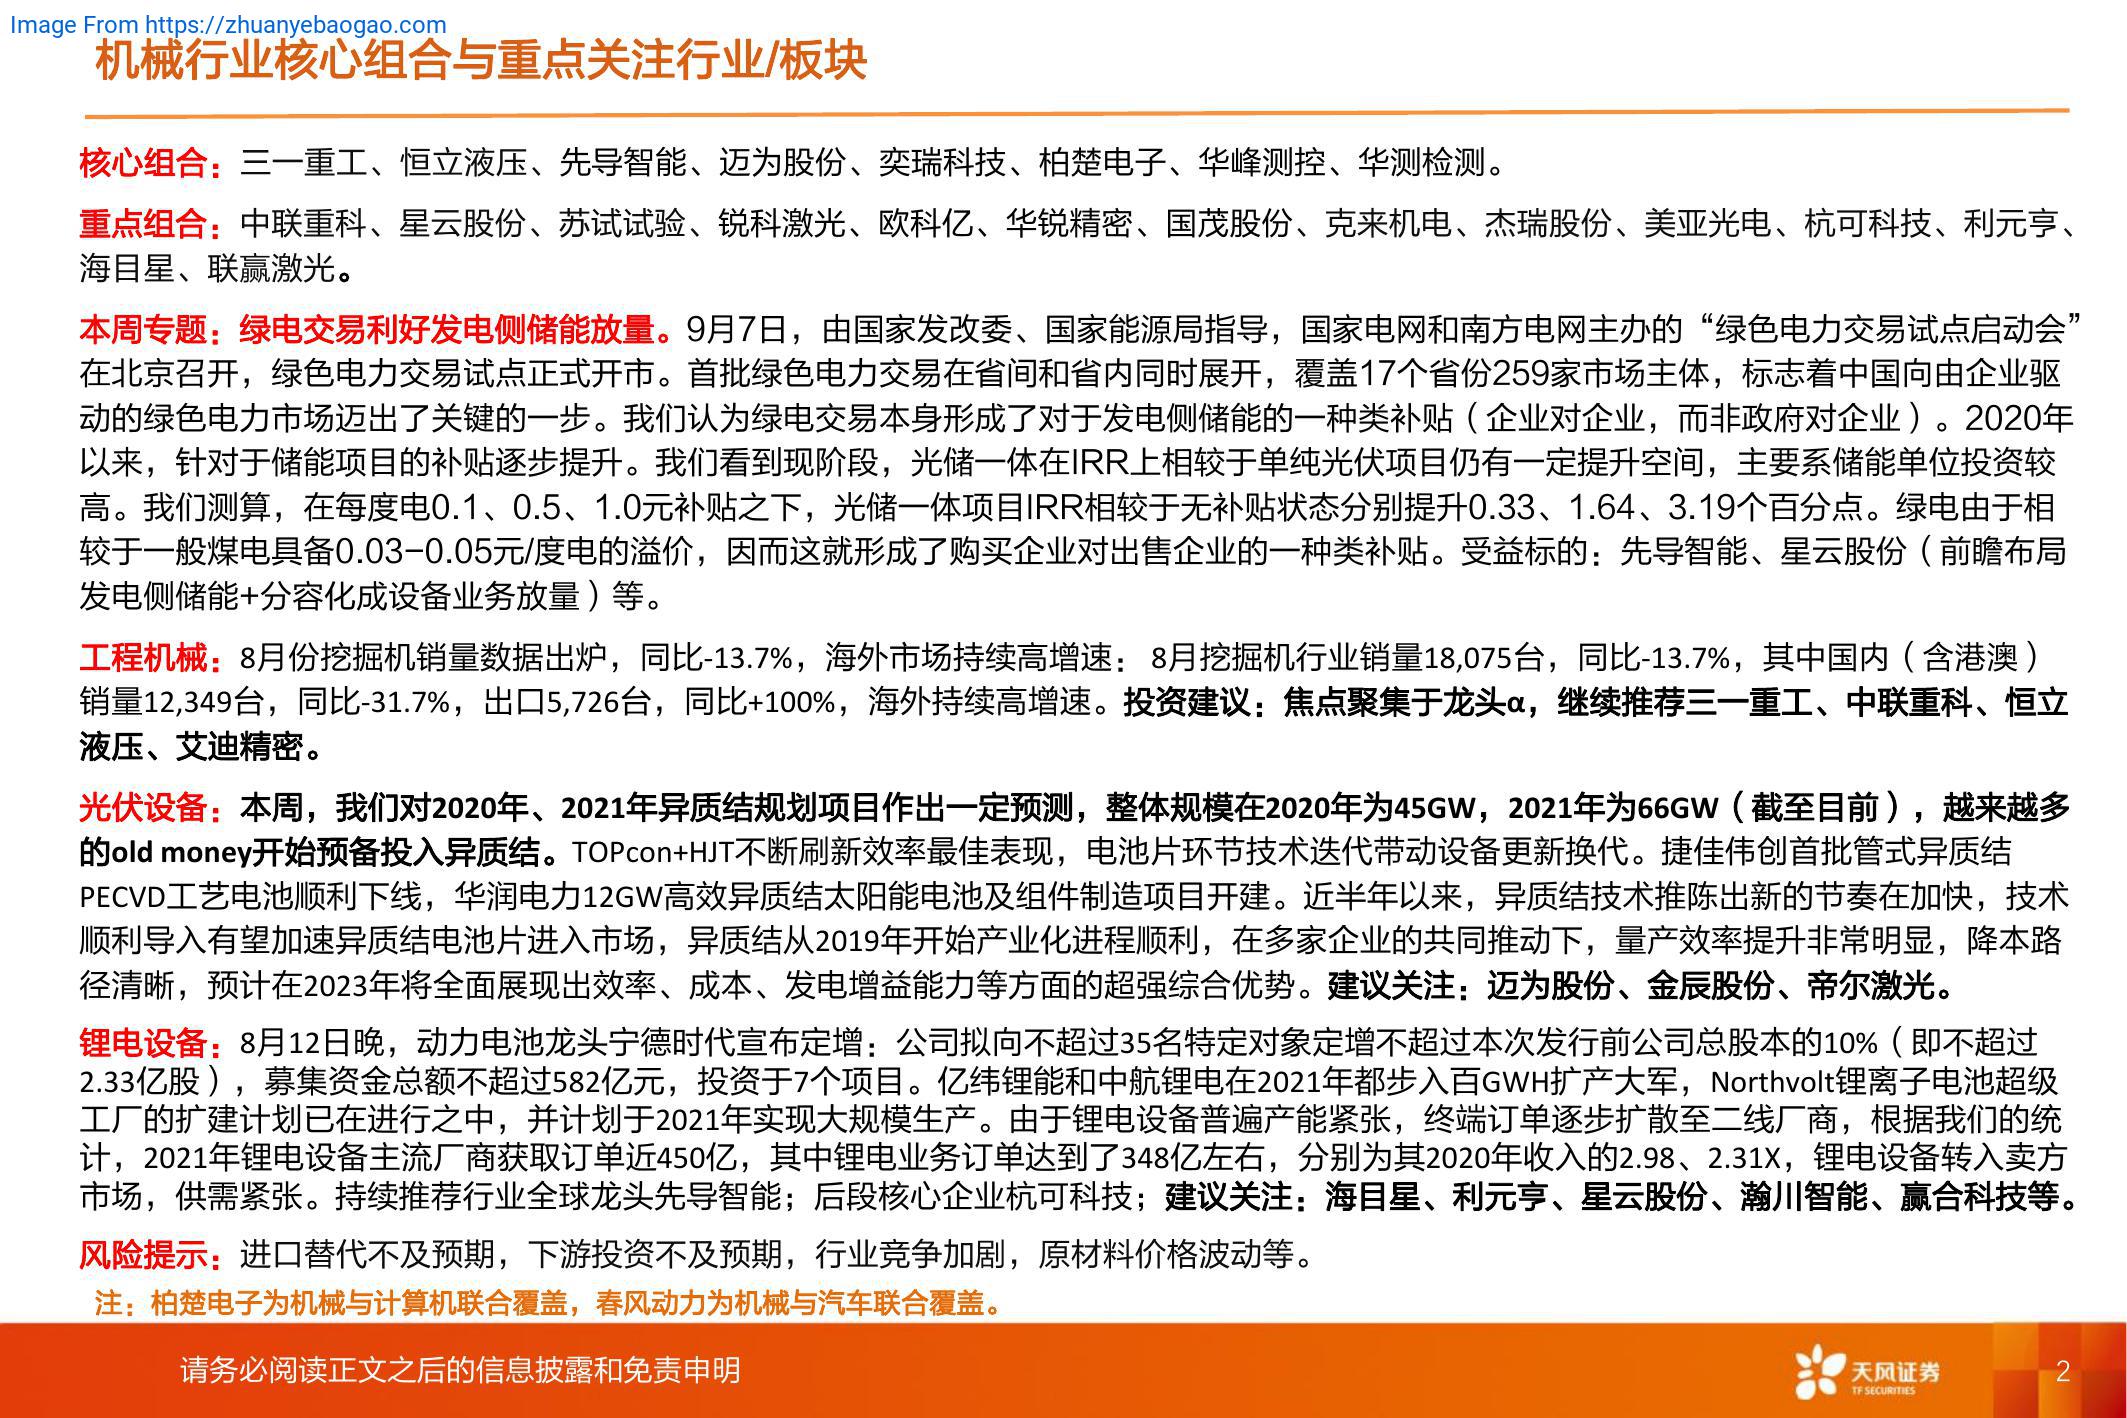 Image From https://zhuanyebaogao.com
机械行业核心组合与重点关注行业/板块
核心组合：三一重工、恒立液压、先导智能、迈为股份、奕瑞科技、柏楚电子、华峰测控、华测检测。
重点组合：中联重科、星云股份、苏试试验、锐科激光、欧科亿、华锐精密、国茂股份、克来机电、杰瑞股份、美亚光电、杭可科技、利元亨、
海目星、联赢激光。
本周专题：绿电交易利好发电侧储能放量。9月7日，由国家发改委、国家能源局指导，国家电网和南方电网主办的“绿色电力交易试点启动会”
在北京召开，绿色电力交易试点正式开市。首批绿色电力交易在省间和省内同时展开，覆盖17个省份259家市场主体，标志着中国向由企业驱
动的绿色电力市场迈出了关键的一步。我们认为绿电交易本身形成了对于发电侧储能的一种类补贴（企业对企业，而非政府对企业）。2020年
以来，针对于储能项目的补贴逐步提升。我们看到现阶段，光储一体在IRR上相较于单纯光伏项目仍有一定提升空间，主要系储能单位投资较
高。我们测算，在每度电0.1、0.5、1.0元补贴之下，光储一体项目IRR相较于无补贴状态分别提升0.33、1.64、3.19个百分点。绿电由于相
较于一般煤电具备0.03-0.05元/度电的溢价，因而这就形成了购买企业对出售企业的一种类补贴。受益标的：先导智能、星云股份（前瞻布局
发电侧储能+分容化成设备业务放量）等。
工程机械：8月份挖掘机销量数据出炉，同比-13.7%，海外市场持续高增速：8月挖掘机行业销量18,075台，同比-13.7%，其中国内（含港澳）
销量12,349台，同比-31.7%，出口5,726台，同比+100%，海外持续高增速。投资建议：焦点聚集于龙头α，继续推荐三一重工、中联重科、恒立
液压、艾迪精密。
光伏设备：本周，我们对2020年、2021年异质结规划项目作出一定预测，整体规模在2020年为45GW，2021年为66GW（截至目前），越来越多
的old money开始预备投入异质结。TOPcon+HJT不断刷新效率最佳表现，电池片环节技术迭代带动设备更新换代。捷佳伟创首批管式异质结
PECVD工艺电池顺利下线，华润电力12GW高效异质结太阳能电池及组件制造项目开建。近半年以来，异质结技术推陈出新的节奏在加快，技术
顺利导入有望加速异质结电池片进入市场，异质结从2019年开始产业化进程顺利，在多家企业的共同推动下，量产效率提升非常明显，降本路
径清晰，预计在2023年将全面展现出效率、成本、发电增益能力等方面的超强综合优势。建议关注：迈为股份、金辰股份、帝尔激光。
锂电设备：8月12日晚，动力电池龙头宁德时代宣布定增：公司拟向不超过35名特定对象定增不超过本次发行前公司总股本的10%（即不超过
2.33亿股），募集资金总额不超过582亿元，投资于7个项目。亿纬锂能和中航锂电在2021年都步入百GWH扩产大军，Northvolt锂离子电池超级
工厂的扩建计划已在进行之中，并计划于2021年实现大规模生产。由于锂电设备普遍产能紧张，终端订单逐步扩散至二线厂商，根据我们的统
计，2021年锂电设备主流厂商获取订单近450亿，其中锂电业务订单达到了348亿左右，分别为其2020年收入的2.98、2.31X，锂电设备转入卖方
市场，供需紧张。持续推荐行业全球龙头先导智能；后段核心企业杭可科技；建议关注：海目星、利元亨、星云股份、瀚川智能、赢合科技等。
风险提示：进口替代不及预期，下游投资不及预期，行业竞争加剧，原材料价格波动等。
注：柏楚电子为机械与计算机联合覆盖，春风动力为机械与汽车联合覆盖。
请务必阅读正文之后的信息披露和免责申明
天风证券
TF SECURITIES
2